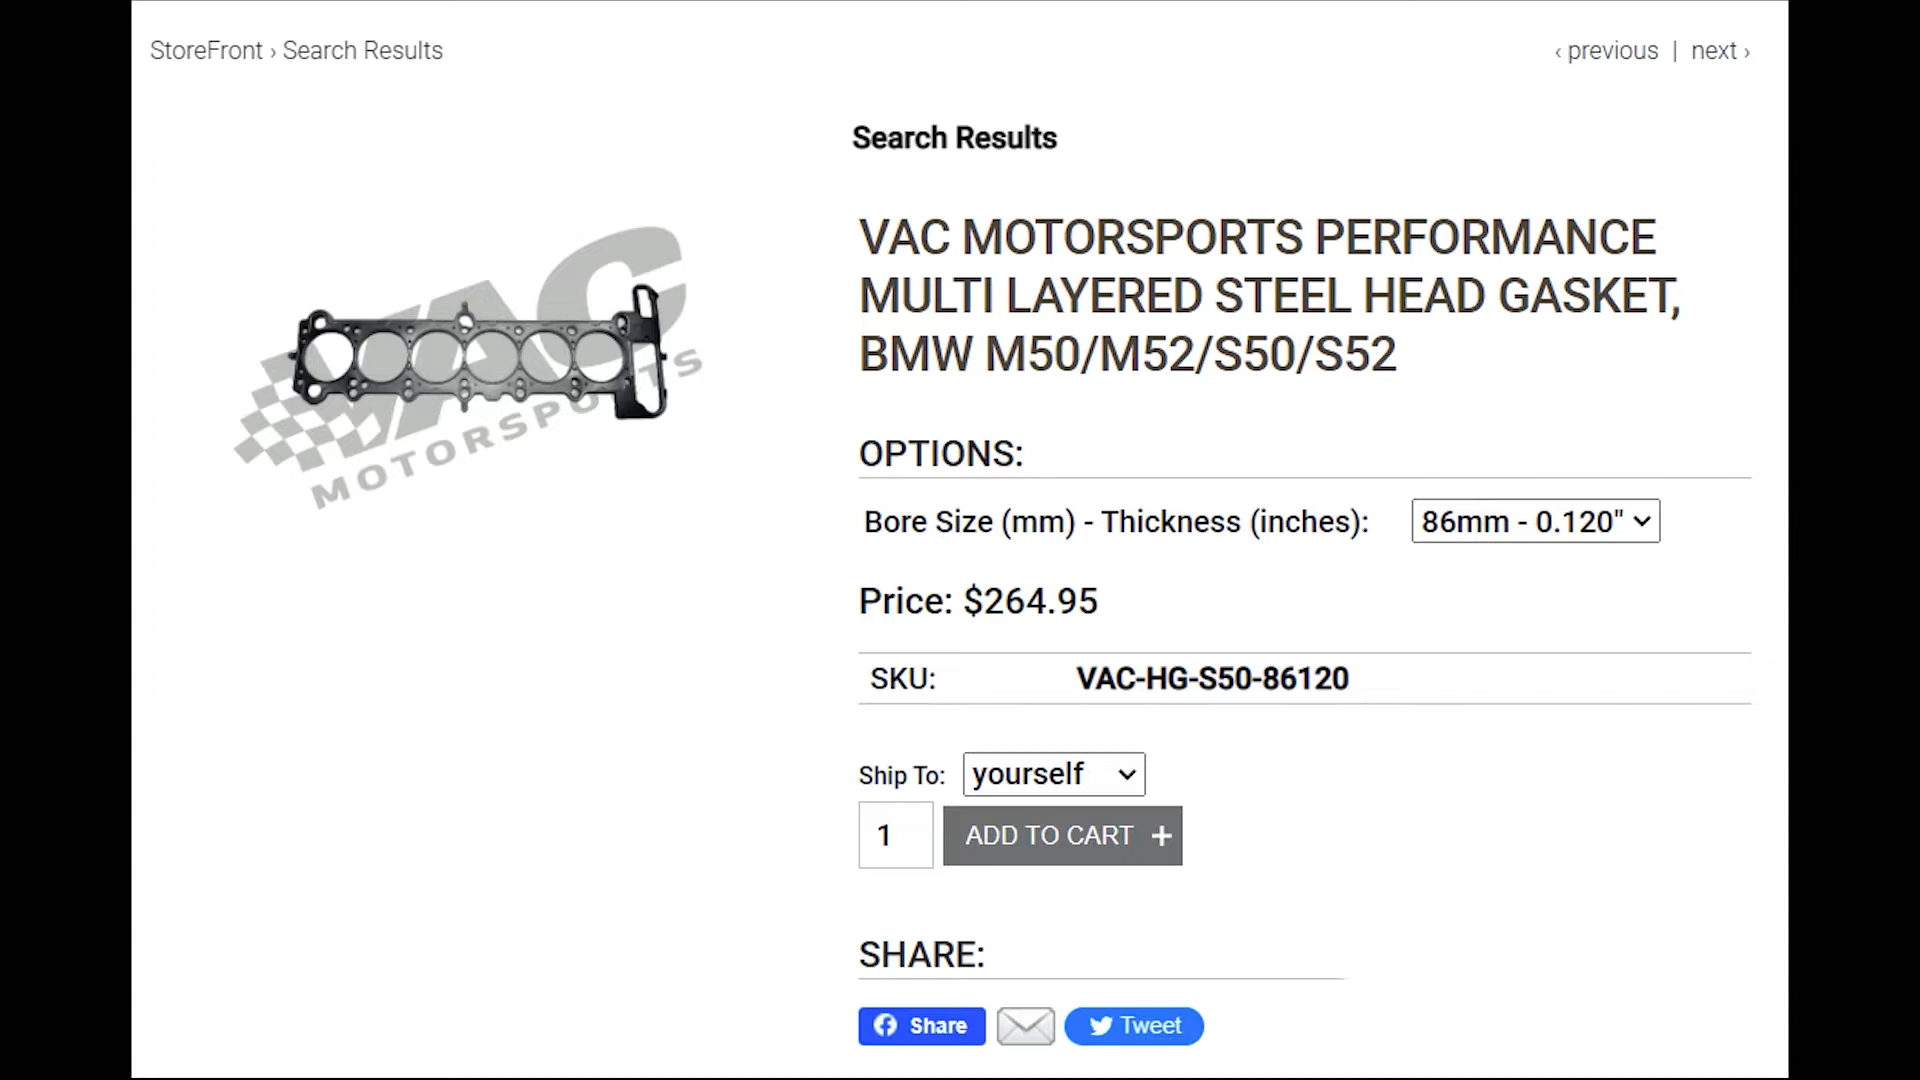 StoreFront › Search Results
‹ previous | next ›
VAC
MOTORSPORTS
Search Results
VAC MOTORSPORTS PERFORMANCE
MULTI LAYERED STEEL HEAD GASKET,
BMW M50/M52/S50/S52
OPTIONS:
Bore Size (mm) - Thickness (inches): 86mm - 0.120"
Price: $264.95
SKU: VAC-HG-S50-86120
Ship To: yourself
1 ADD TO CART +
SHARE:
Share Tweet